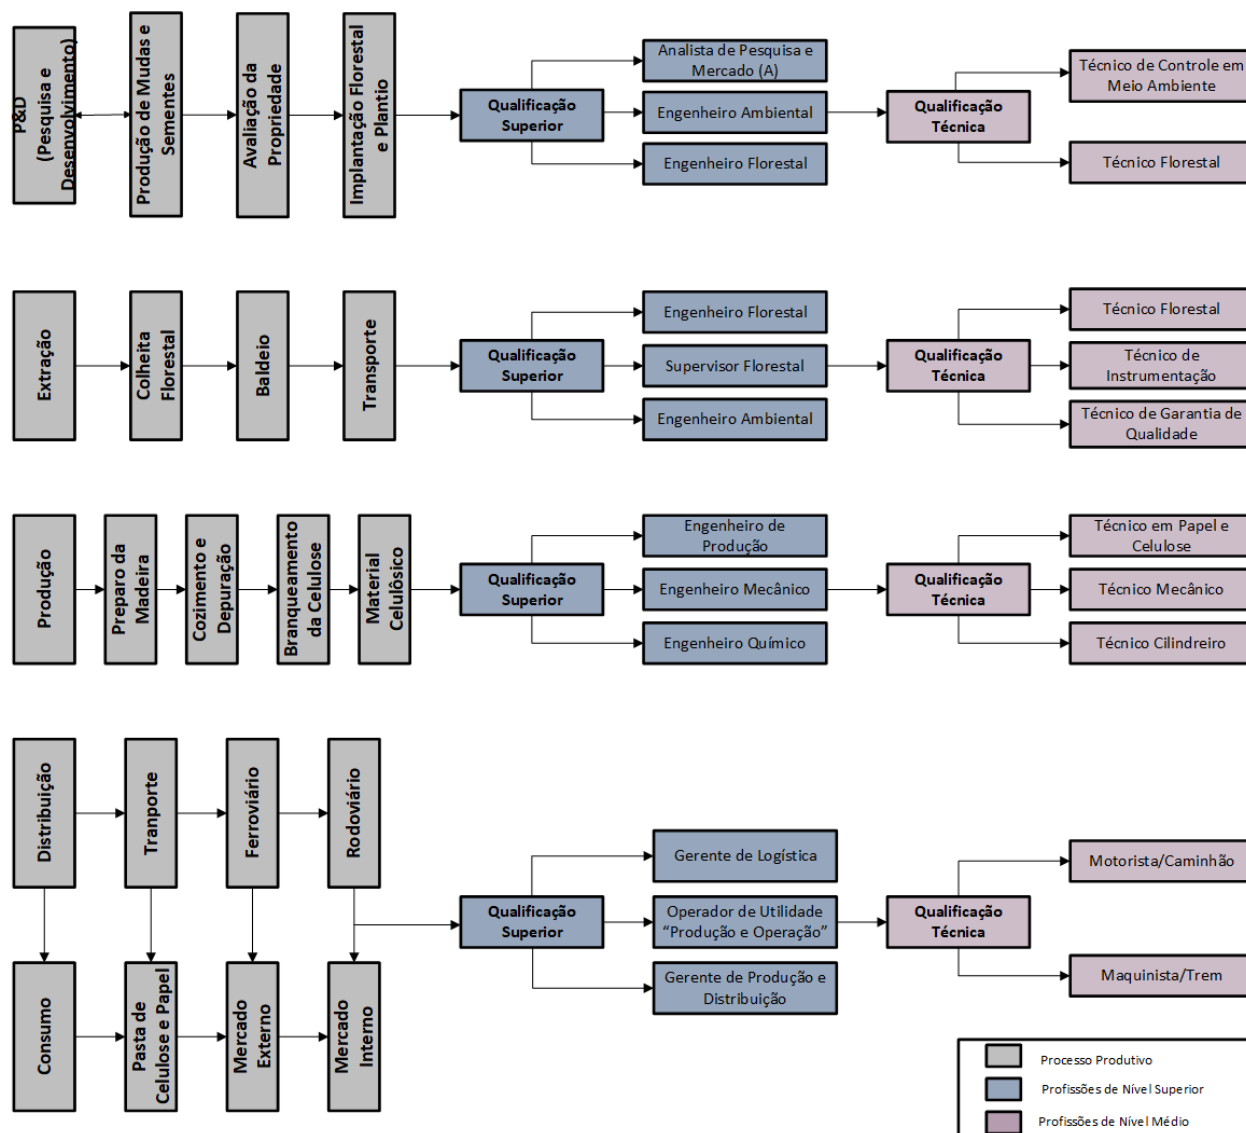 P&D
(Pesquisa e
Desenvolvimento)
Produção de Mudas e
Sementes
Avaliação da
Propriedade
Implantação Florestal
e Plantio
Qualificação
Superior
Analista de Pesquisa e
Mercado (A)
Engenheiro Ambiental
Engenheiro Florestal
Qualificação
Técnica
Técnico de Controle em
Meio Ambiente
Técnico Florestal
Extração
Colheita
Florestal
Baldeio
Transporte
Qualificação
Superior
Engenheiro Florestal
Supervisor Florestal
Engenheiro Ambiental
Qualificação
Técnica
Técnico Florestal
Técnico de
Instrumentação
Técnico de Garantia de
Qualidade
Produção
Preparo da
Madeira
Cozimento e
Depuração
Branqueamento
da Celulose
Material
Celulôsico
Qualificação
Superior
Engenheiro de
Produção
Engenheiro Mecânico
Engenheiro Químico
Qualificação
Técnica
Técnico em Papel e
Celulose
Técnico Mecânico
Técnico Cilindreiro
Distribuição
Tranporte
Ferroviário
Rodoviário
Consumo
Pasta de
Celulose e Papel
Mercado
Externo
Mercado
Interno
Qualificação
Superior
Gerente de Logística
Operador de Utilidade
“Produção e Operação”
Gerente de Produção e
Distribuição
Qualificação
Técnica
Motorista/Caminhão
Maquinista/Trem
Processo Produtivo
Profissões de Nível Superior
Profissões de Nível Médio